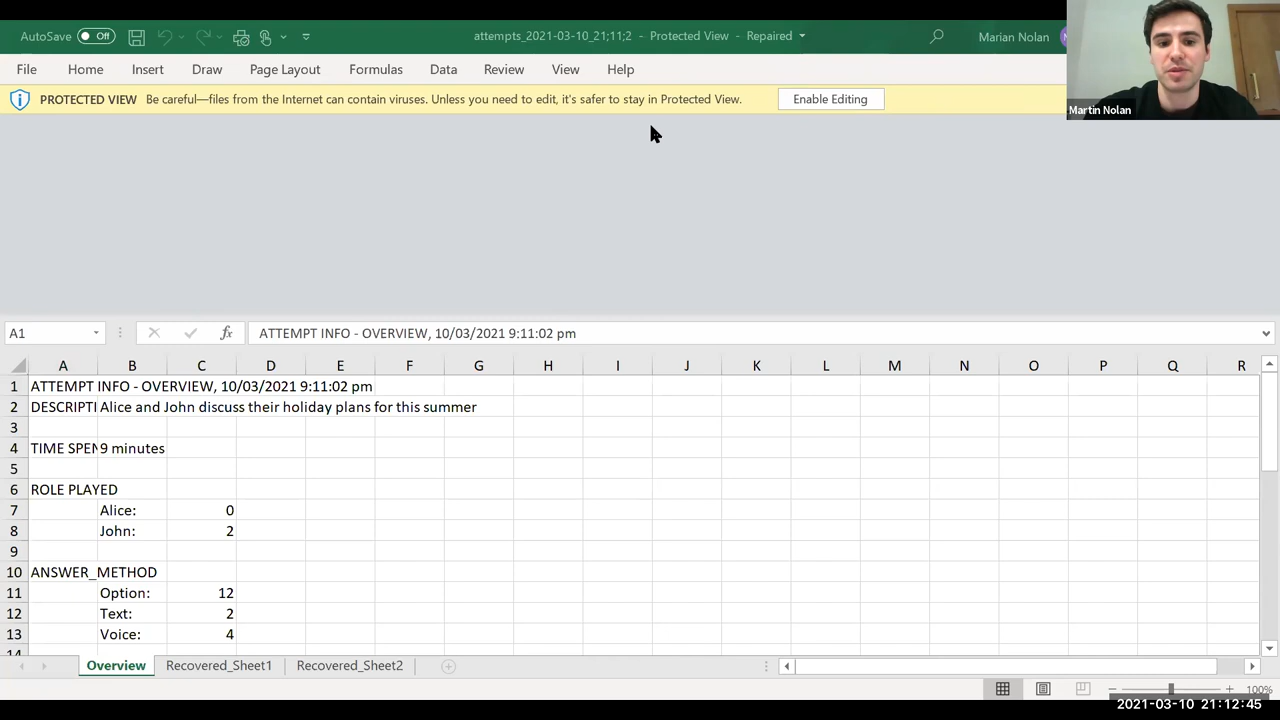 AutoSave Off attempts_2021-03-10_21;11;2 - Protected View - Repaired Marian Nolan
File Home Insert Draw Page Layout Formulas Data Review View Help
PROTECTED VIEW Be careful—files from the Internet can contain viruses. Unless you need to edit, it's safer to stay in Protected View. Enable Editing
Martin Nolan
A1 fx ATTEMPT INFO - OVERVIEW, 10/03/2021 9:11:02 pm
A B C D E F G H I J K L M N O P Q R
1 ATTEMPT INFO - OVERVIEW, 10/03/2021 9:11:02 pm
2 DESCRIPTI Alice and John discuss their holiday plans for this summer
3
4 TIME SPEN 9 minutes
5
6 ROLE PLAYED
7 Alice: 0
8 John: 2
9
10 ANSWER_METHOD
11 Option: 12
12 Text: 2
13 Voice: 4
14
Overview Recovered_Sheet1 Recovered_Sheet2
100%
2021-03-10 21:12:45